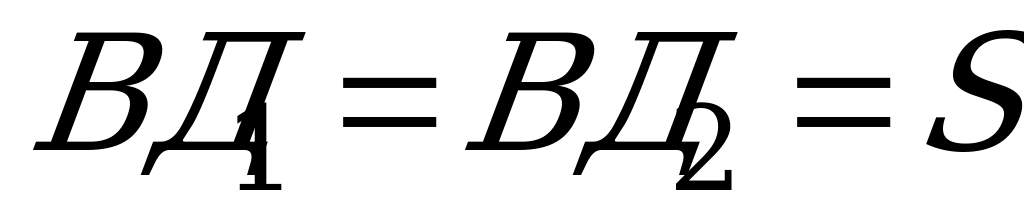 ВД₁ = ВД₂ = S